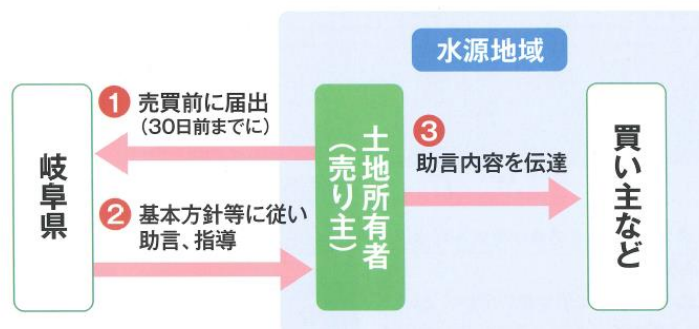 水源地域
岐阜県
1 売買前に届出
(30日前までに)
2 基本方針等に従い
助言、指導
土地所有者
(売り主)
3
助言内容を伝達
買い主など